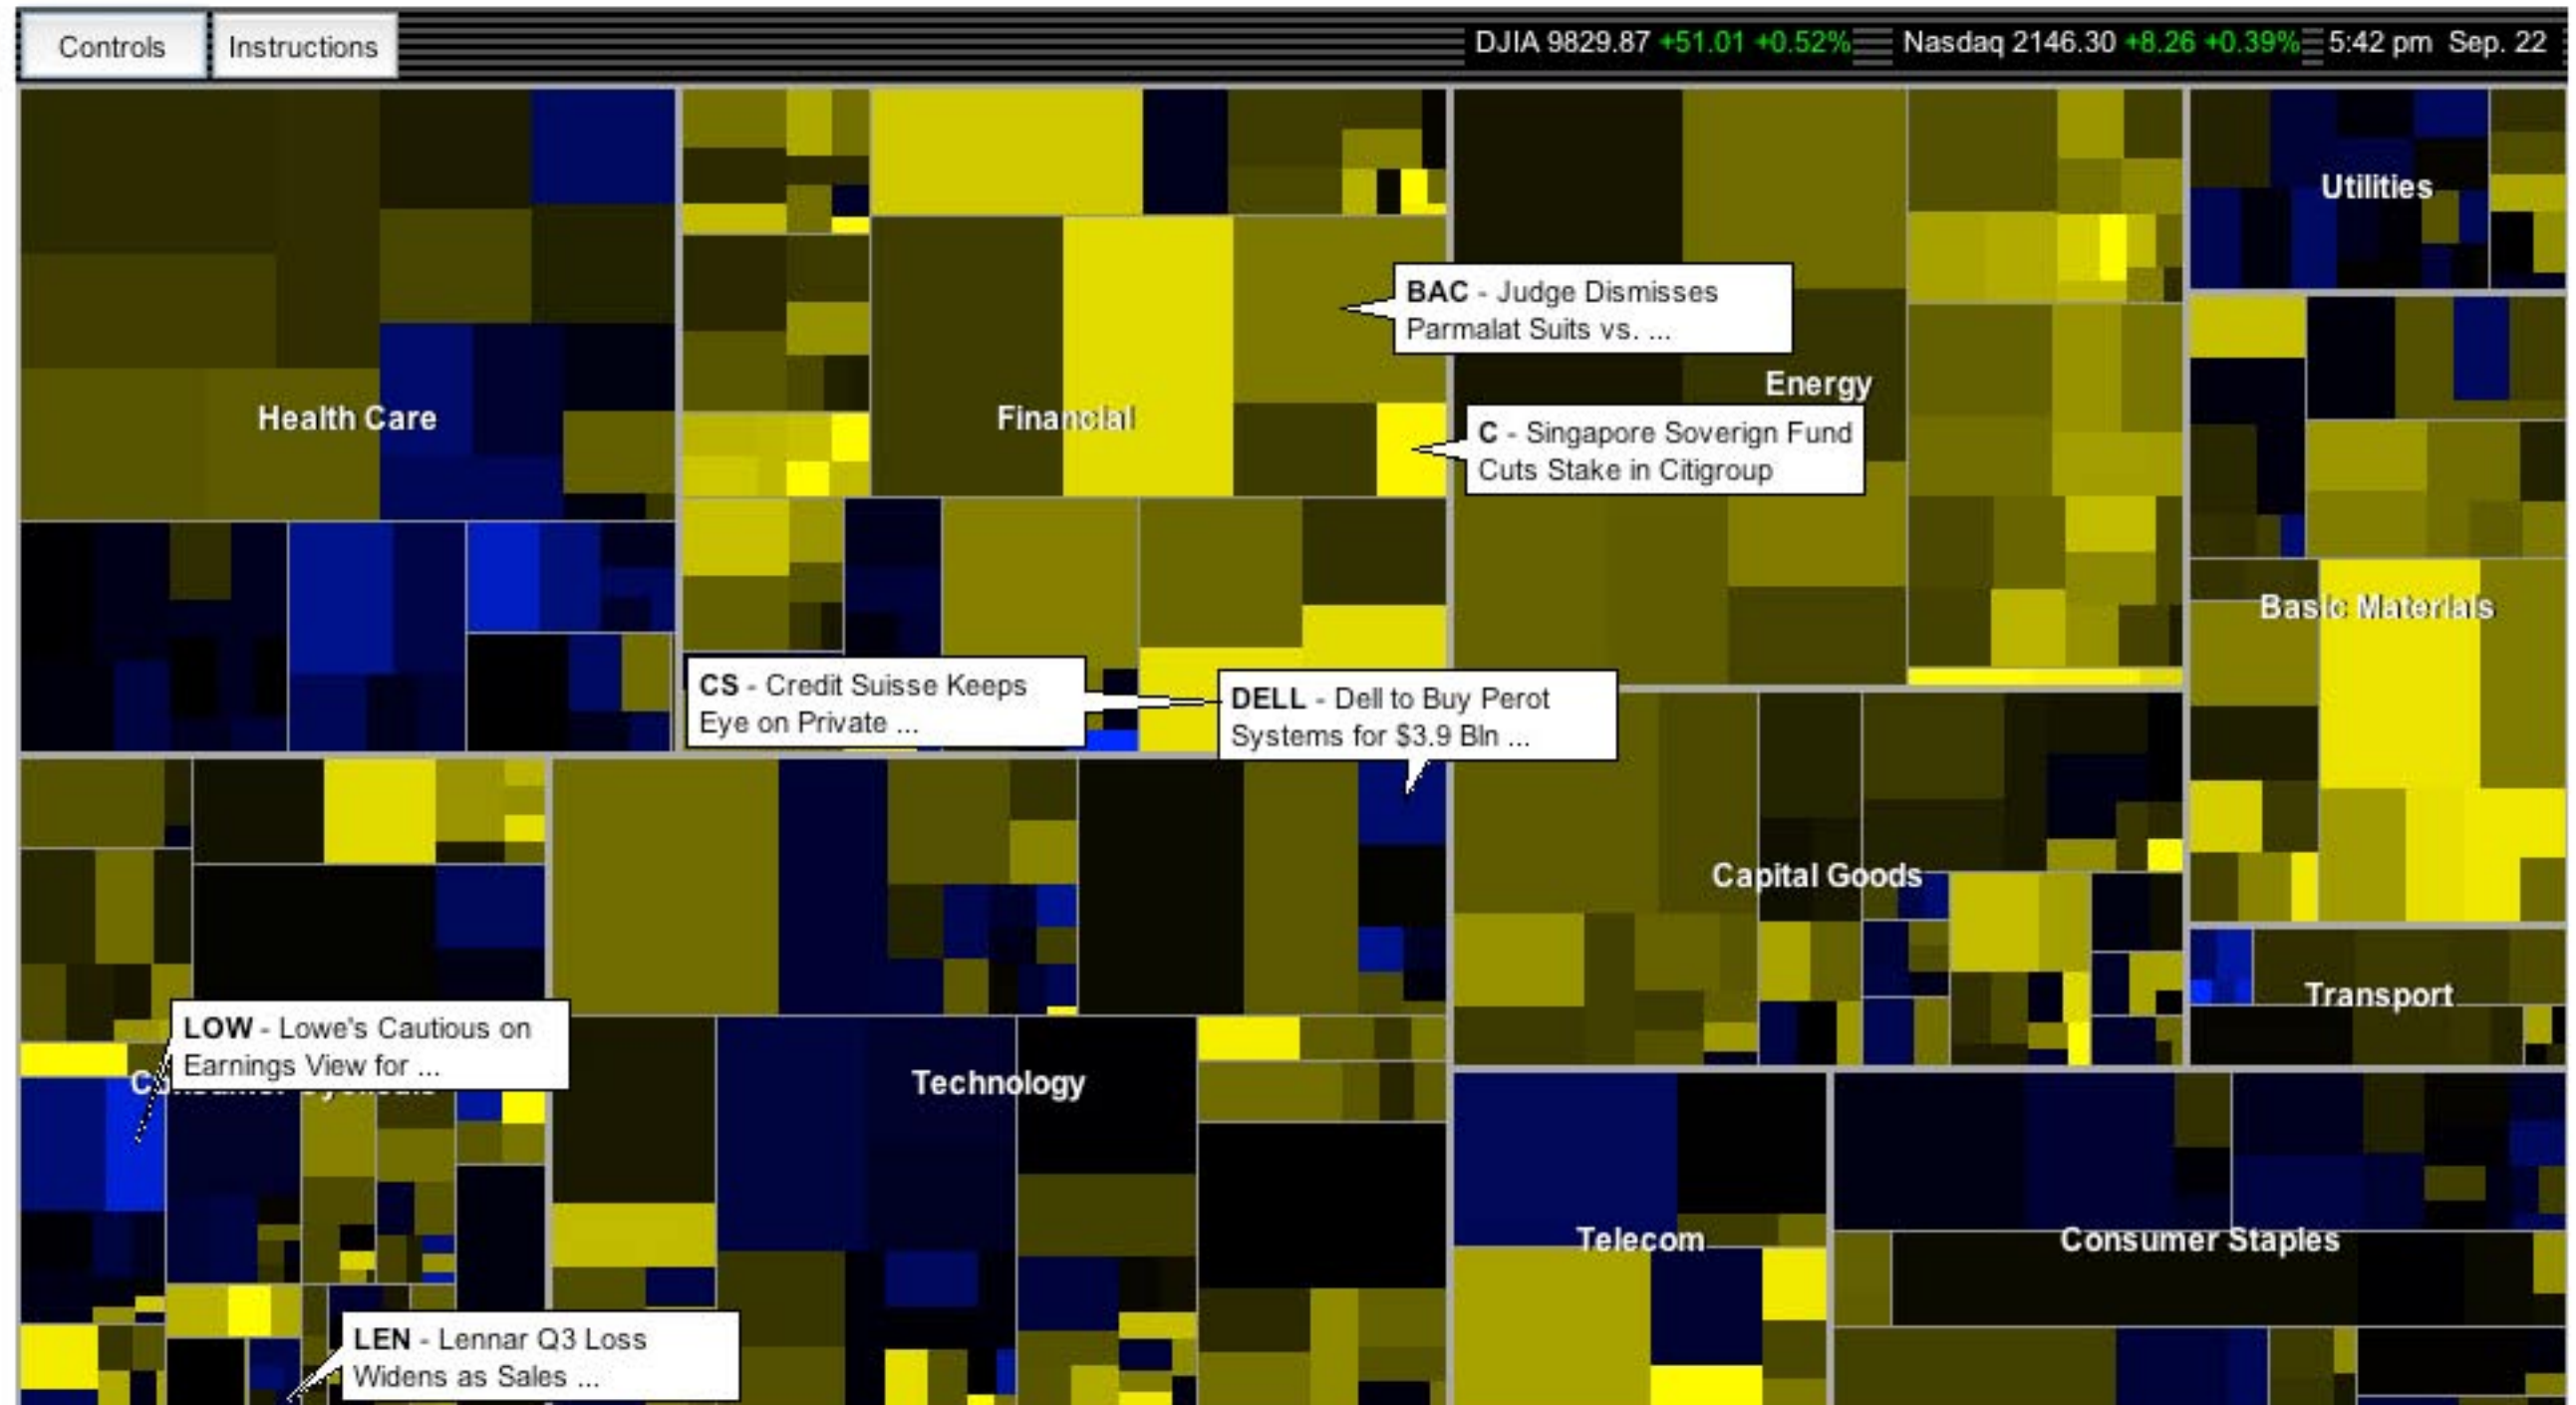 Controls
Instructions
DJIA 9829.87 +51.01 +0.52%
Nasdaq 2146.30 +8.26 +0.39%
5:42 pm Sep. 22
Utilities
BAC - Judge Dismisses
Parmalat Suits vs. ...
Energy
Health Care
Financial
C - Singapore Soverign Fund
Cuts Stake in Citigroup
Basic Materials
CS - Credit Suisse Keeps
Eye on Private ...
DELL - Dell to Buy Perot
Systems for $3.9 Bln ...
Capital Goods
Transport
LOW - Lowe's Cautious on
Earnings View for ...
Technology
Telecom
Consumer Staples
LEN - Lennar Q3 Loss
Widens as Sales ...